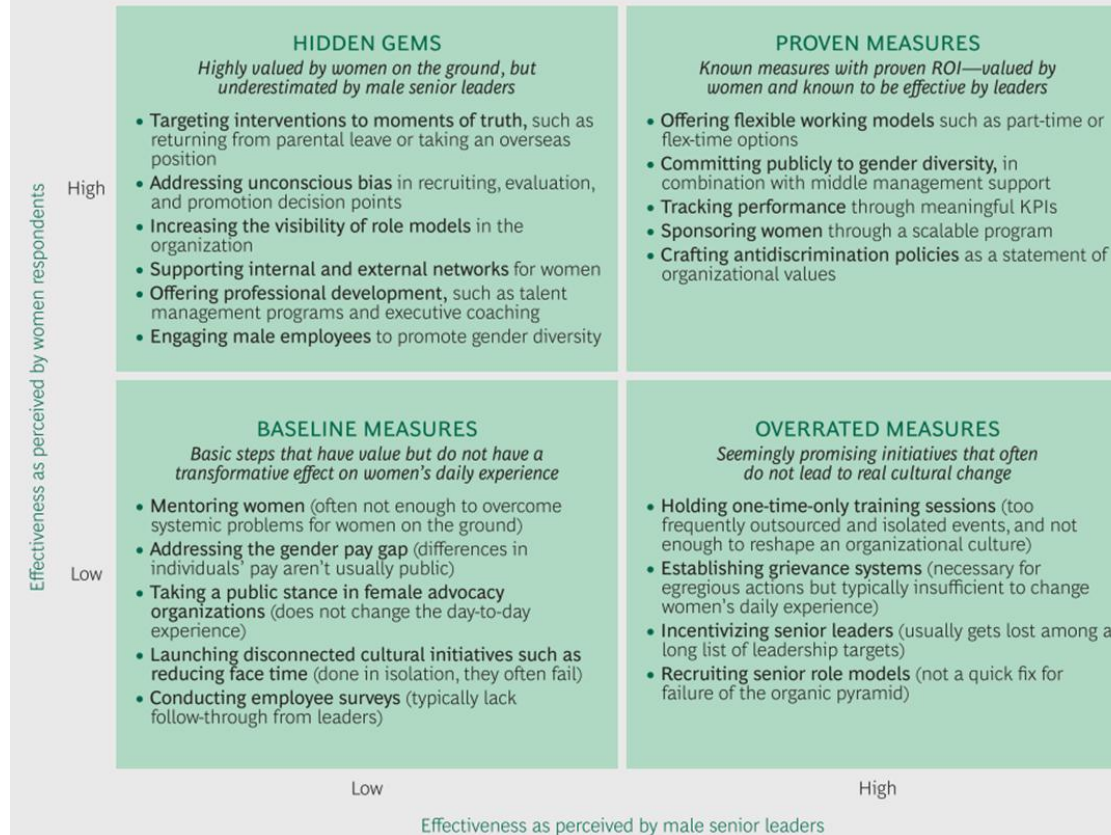 HIDDEN GEMS
Highly valued by women on the ground, but
underestimated by male senior leaders
• Targeting interventions to moments of truth, such as
returning from parental leave or taking an overseas
position
• Addressing unconscious bias in recruiting, evaluation,
and promotion decision points
• Increasing the visibility of role models in the
organization
• Supporting internal and external networks for women
• Offering professional development, such as talent
management programs and executive coaching
• Engaging male employees to promote gender diversity
PROVEN MEASURES
Known measures with proven ROI—valued by
women and known to be effective by leaders
• Offering flexible working models such as part-time or
flex-time options
• Committing publicly to gender diversity, in
combination with middle management support
• Tracking performance through meaningful KPIs
• Sponsoring women through a scalable program
• Crafting antidiscrimination policies as a statement of
organizational values
High
Effectiveness as perceived by women respondents
BASELINE MEASURES
Basic steps that have value but do not have a
transformative effect on women’s daily experience
• Mentoring women (often not enough to overcome
systemic problems for women on the ground)
• Addressing the gender pay gap (differences in
individuals’ pay aren’t usually public)
• Taking a public stance in female advocacy
organizations (does not change the day-to-day
experience)
• Launching disconnected cultural initiatives such as
reducing face time (done in isolation, they often fail)
• Conducting employee surveys (typically lack
follow-through from leaders)
OVERRATED MEASURES
Seemingly promising initiatives that often
do not lead to real cultural change
• Holding one-time-only training sessions (too
frequently outsourced and isolated events, and not
enough to reshape an organizational culture)
• Establishing grievance systems (necessary for
egregious actions but typically insufficient to change
women’s daily experience)
• Incentivizing senior leaders (usually gets lost among a
long list of leadership targets)
• Recruiting senior role models (not a quick fix for
failure of the organic pyramid)
Low
Low
High
Effectiveness as perceived by male senior leaders